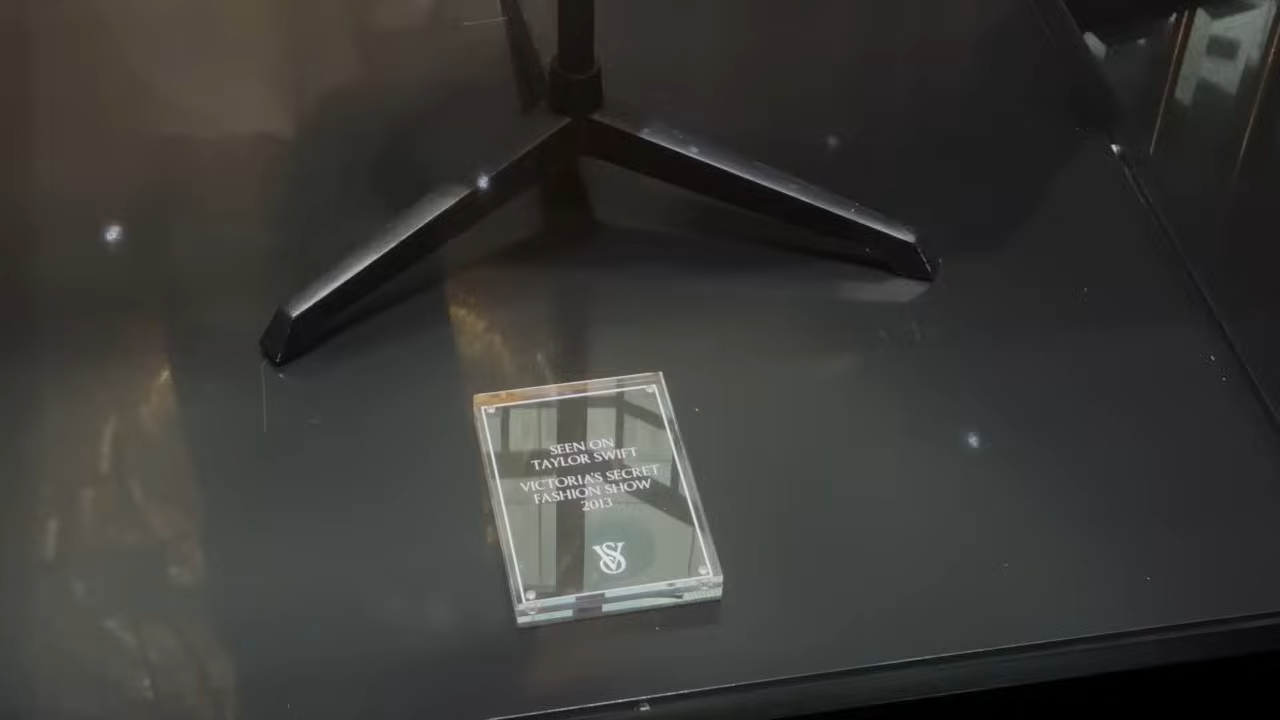 SEEN ON
TAYLOR SWIFT
VICTORIA'S SECRET
FASHION SHOW
2013
VS